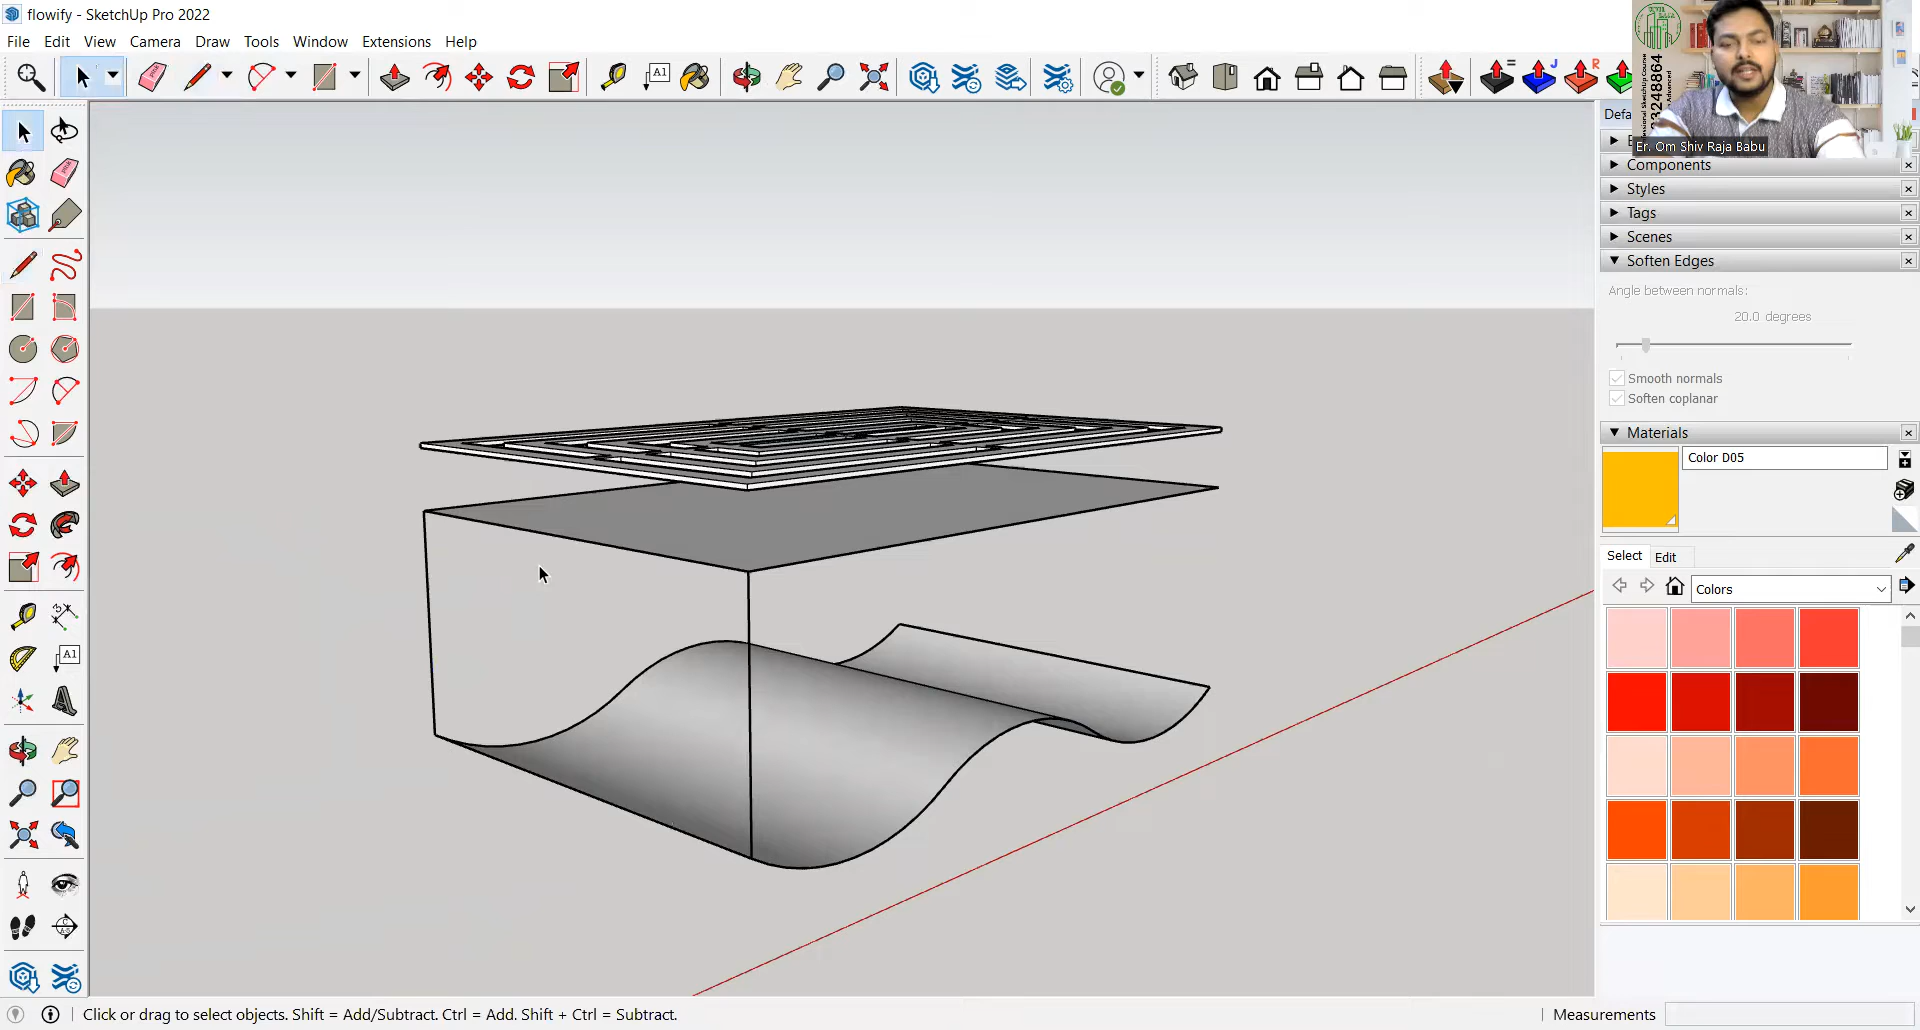 flowify - SketchUp Pro 2022
File Edit View Camera Draw Tools Window Extensions Help
Er. Om Shiv Raja Babu
Components
Styles
Tags
Scenes
Soften Edges
Angle between normals:
20.0 degrees
Smooth normals
Soften coplanar
Materials
Color D05
Select Edit
Colors
Click or drag to select objects. Shift = Add/Subtract. Ctrl = Add. Shift + Ctrl = Subtract.
Measurements